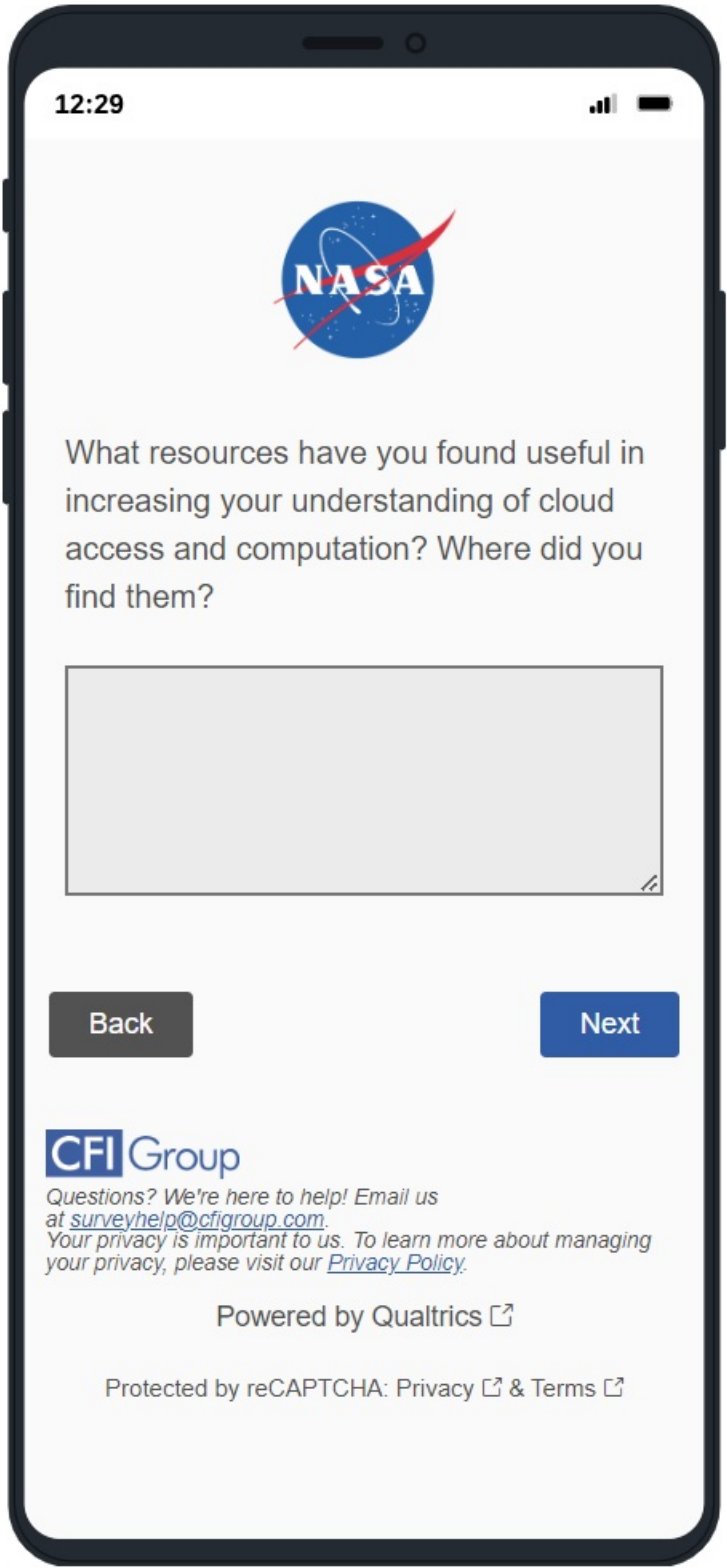 12:29
NASA
What resources have you found useful in
increasing your understanding of cloud
access and computation? Where did you
find them?
Back
Next
CFI Group
Questions? We're here to help! Email us
at surveyhelp@cfigroup.com.
Your privacy is important to us. To learn more about managing
your privacy, please visit our Privacy Policy.
Powered by Qualtrics
Protected by reCAPTCHA: Privacy & Terms